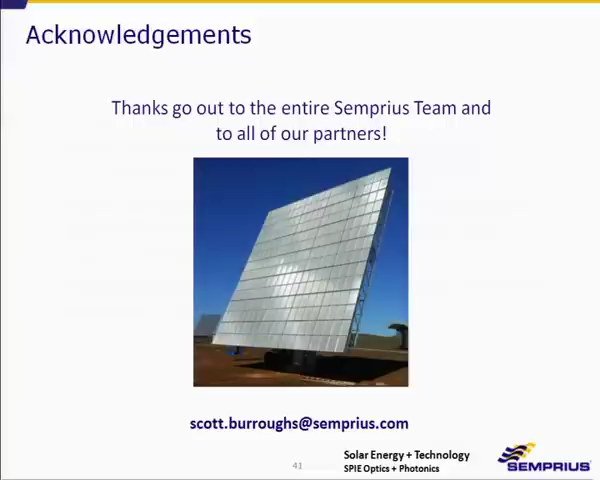 Acknowledgements
Thanks go out to the entire Semprius Team and
to all of our partners!
scott.burroughs@semprius.com
41
Solar Energy + Technology
SPIE Optics + Photonics
SEMPRIUS